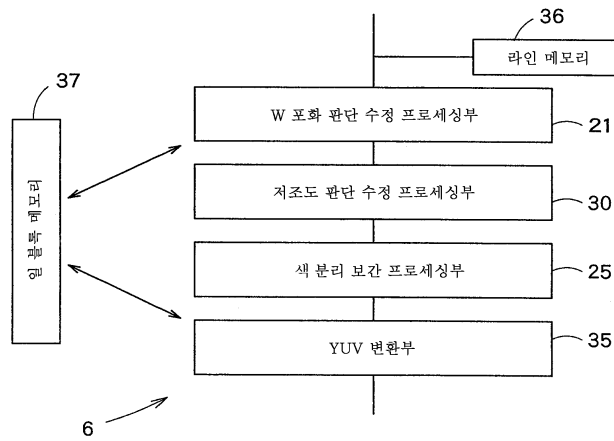 36
라인 메모리
37
W 포화 판단 수정 프로세싱부
21
일 블록 메모리
저조도 판단 수정 프로세싱부
30
색 분리 보간 프로세싱부
25
YUV 변환부
35
6